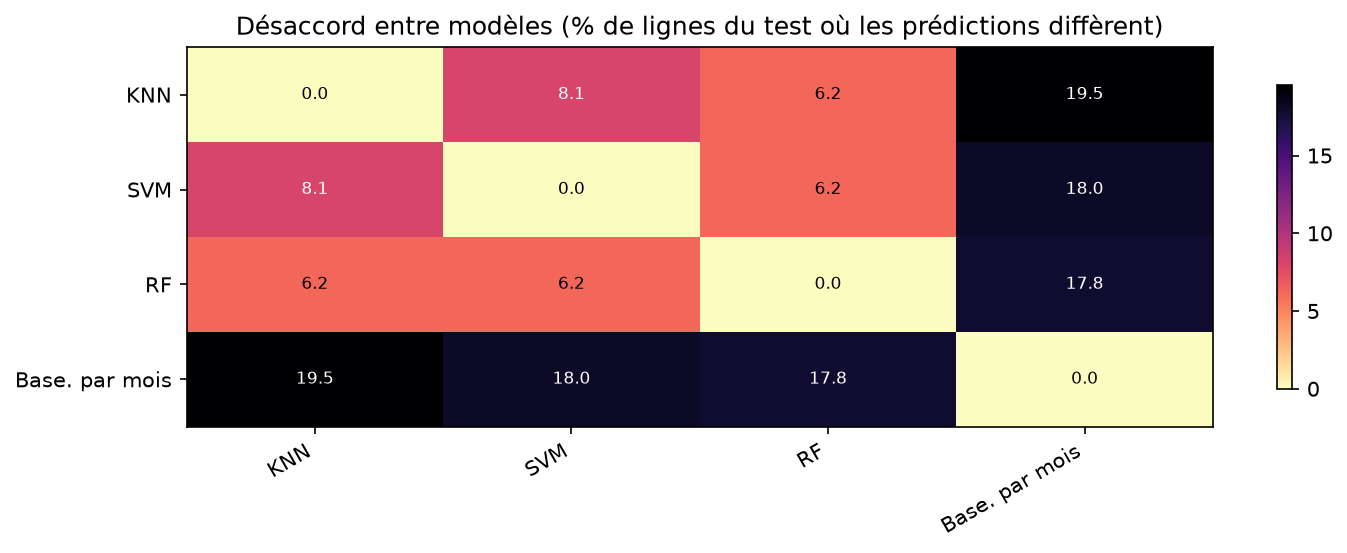 Désaccord entre modèles (% de lignes du test où les prédictions diffèrent)
KNN 0.0 8.1 6.2 19.5
SVM 8.1 0.0 6.2 18.0
RF 6.2 6.2 0.0 17.8
Base. par mois 19.5 18.0 17.8 0.0
KNN SVM RF Base. par mois
15
10
5
0